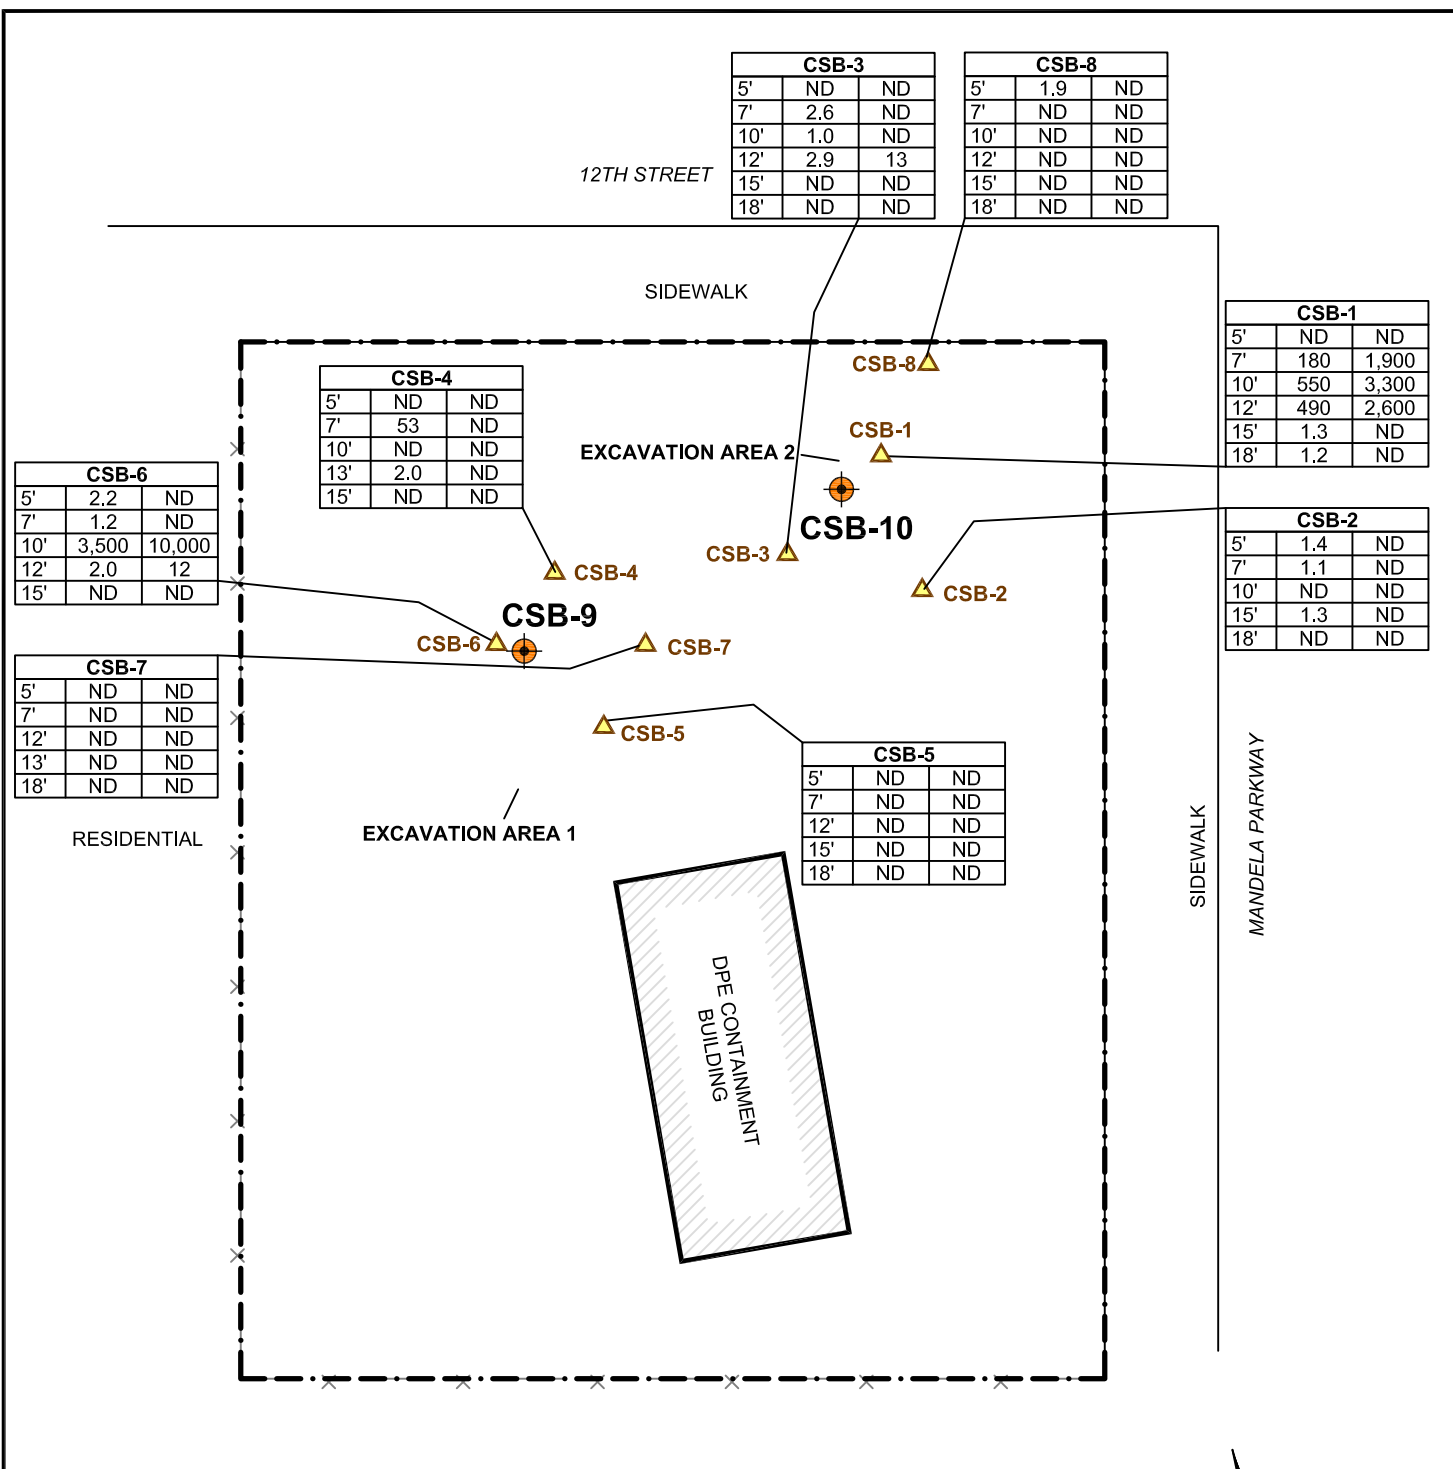 CSB-3
5' ND ND
7' 2.6 ND
10' 1.0 ND
12' 2.9 13
15' ND ND
18' ND ND
CSB-8
5' 1.9 ND
7' ND ND
10' ND ND
12' ND ND
15' ND ND
18' ND ND
12TH STREET
SIDEWALK
CSB-1
5' ND ND
7' 180 1,900
10' 550 3,300
12' 490 2,600
15' 1.3 ND
18' 1.2 ND
CSB-8
CSB-4
5' ND ND
7' 53 ND
10' ND ND
13' 2.0 ND
15' ND ND
CSB-1
EXCAVATION AREA 2
CSB-6
5' 2.2 ND
7' 1.2 ND
10' 3,500 10,000
12' 2.0 12
15' ND ND
CSB-10
CSB-2
5' 1.4 ND
7' 1.1 ND
10' ND ND
15' 1.3 ND
18' ND ND
CSB-3
CSB-4
CSB-2
CSB-9
CSB-6
CSB-7
CSB-7
5' ND ND
7' ND ND
12' ND ND
13' ND ND
18' ND ND
CSB-5
CSB-5
5' ND ND
7' ND ND
12' ND ND
15' ND ND
18' ND ND
RESIDENTIAL
EXCAVATION AREA 1
SIDEWALK
MANDELA PARKWAY
DPE CONTAINMENT
BUILDING